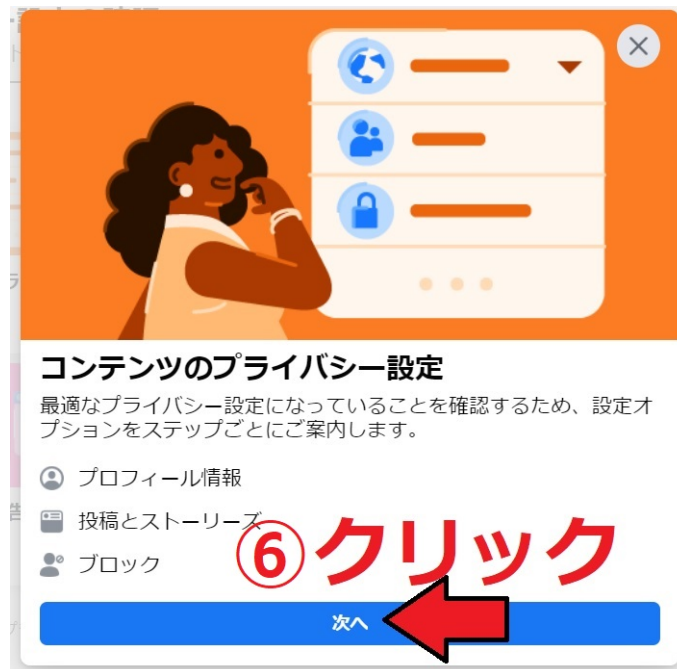 コンテンツのプライバシー設定
最適なプライバシー設定になっていることを確認するため、設定オ
プションをステップごとにご案内します。
プロフィール情報
投稿とストーリーズ
ブロック
⑥クリック
次へ